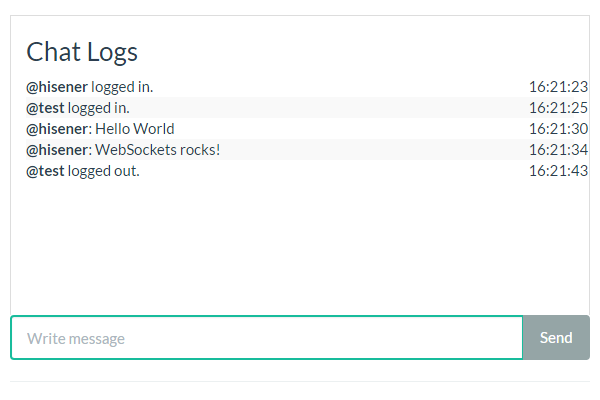 Chat Logs
@hisener logged in. 16:21:23
@test logged in. 16:21:25
@hisener: Hello World 16:21:30
@hisener: WebSockets rocks! 16:21:34
@test logged out. 16:21:43
Write message Send